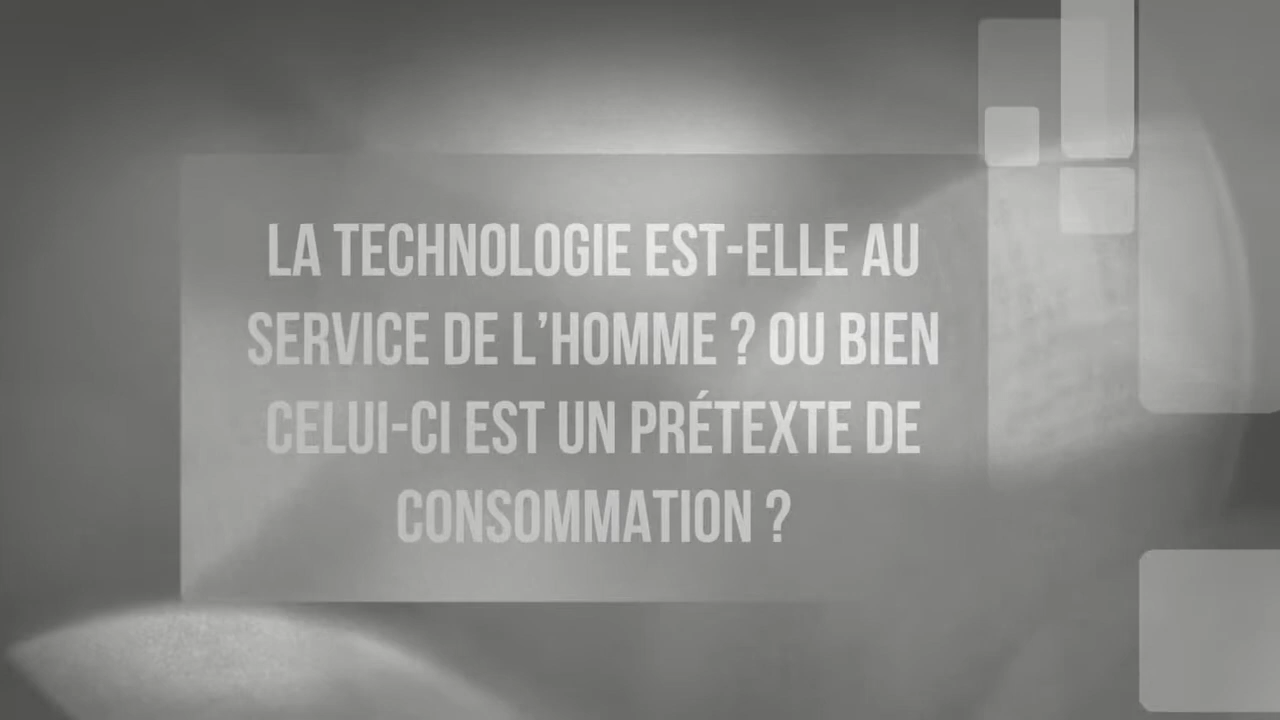 LA TECHNOLOGIE EST-ELLE AU
SERVICE DE L’HOMME ? OU BIEN
CELUI-CI EST UN PRÉTEXTE DE
CONSOMMATION ?